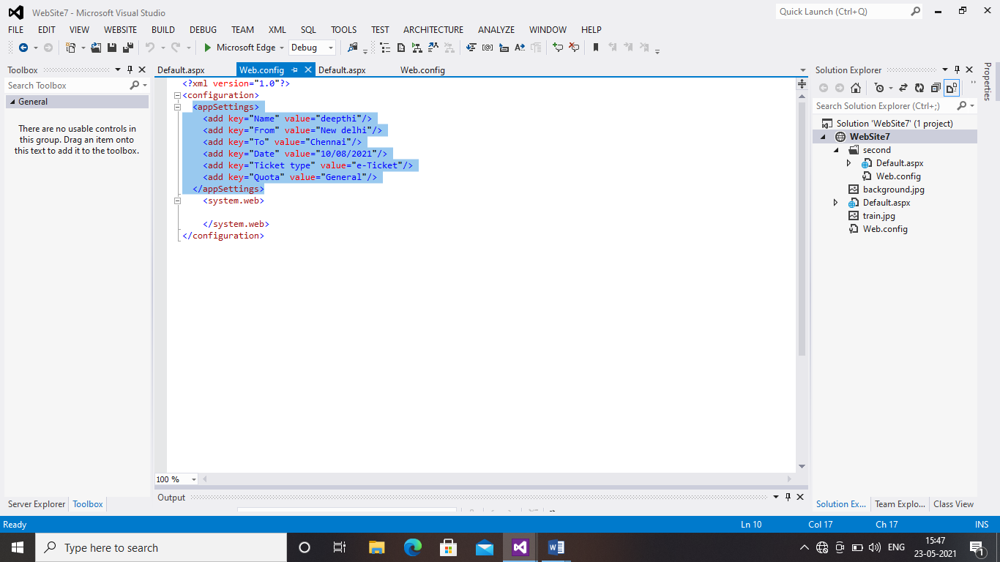 WebSite7 - Microsoft Visual Studio
Quick Launch (Ctrl+Q)
FILE EDIT VIEW WEBSITE BUILD DEBUG TEAM XML SQL TOOLS TEST ARCHITECTURE ANALYZE WINDOW HELP
Microsoft Edge Debug
Toolbox
Search Toolbox
General
There are no usable controls in
this group. Drag an item onto
this text to add it to the toolbox.
Server Explorer Toolbox
Default.aspx Web.config Default.aspx Web.config
<?xml version="1.0"?>
<configuration>
<appSettings>
<add key="Name" value="deepthi"/>
<add key="From" value="New delhi"/>
<add key="To" value="Chennai"/>
<add key="Date" value="10/08/2021"/>
<add key="Ticket type" value="e-Ticket"/>
<add key="Quota" value="General"/>
</appSettings>
<system.web>
</system.web>
</configuration>
100 %
Output
Solution Explorer
Search Solution Explorer (Ctrl+;)
Solution 'WebSite7' (1 project)
WebSite7
second
Default.aspx
Web.config
background.jpg
Default.aspx
train.jpg
Web.config
Solution Ex... Team Explo... Class View
Properties
Ready Ln 10 Col 17 Ch 17 INS
Type here to search
ENG
15:47
23-05-2021
1